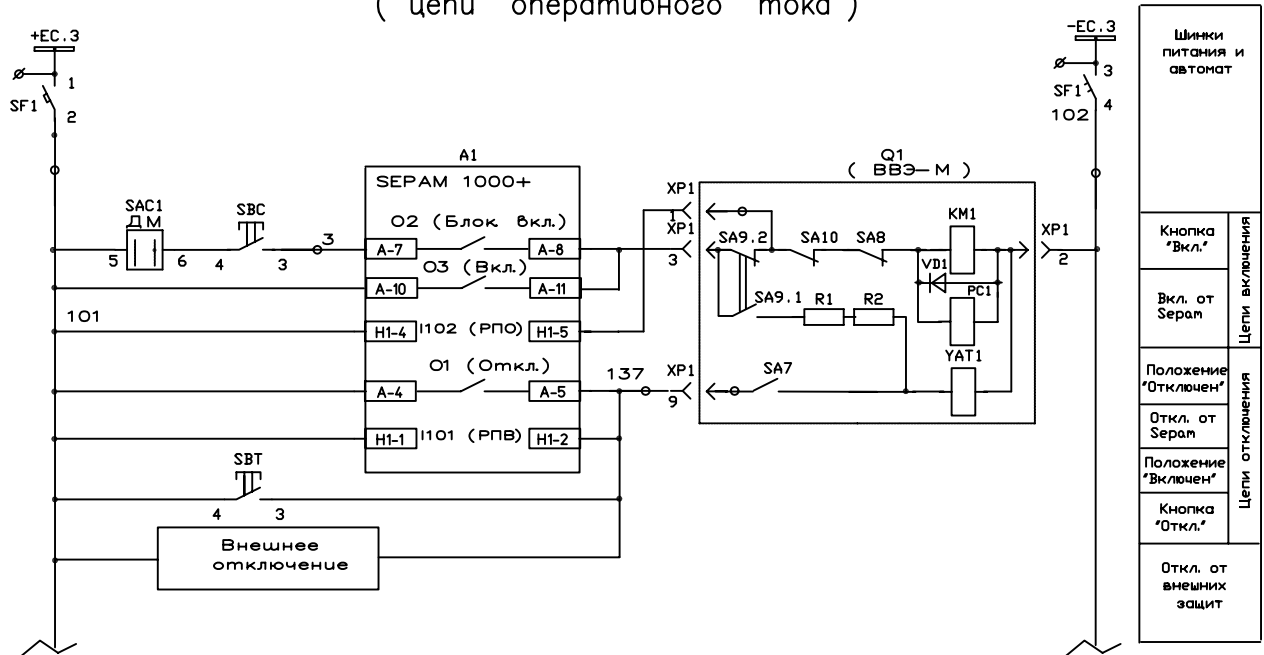 ( цепи оперативного тока )
+EC.3
1
SF1
2
-EC.3
3
SF1
4
102
Шинки
питания и
автомат
A1
SEPAM 1000+
Q1
( ВВЭ-М )
SAC1
Д М
5
6
SBC
4
3
3
O2 (Блок. вкл.)
A-7
A-8
O3 (Вкл.)
A-10
A-11
101
H1-4
I102 (РПО)
H1-5
O1 (Откл.)
A-4
A-5
H1-1
I101 (РПВ)
H1-2
137
XP1
1
XP1
3
XP1
9
SA9.2
SA10
SA8
KM1
VD1
PC1
SA9.1
R1
R2
YAT1
SA7
XP1
2
SBT
4
3
Внешнее
отключение
Кнопка
"Вкл."
Вкл. от
Sepam
Цепи включения
Положение
"Отключен"
Откл. от
Sepam
Положение
"Включен"
Кнопка
"Откл."
Цепи отключения
Откл. от
внешних
защит